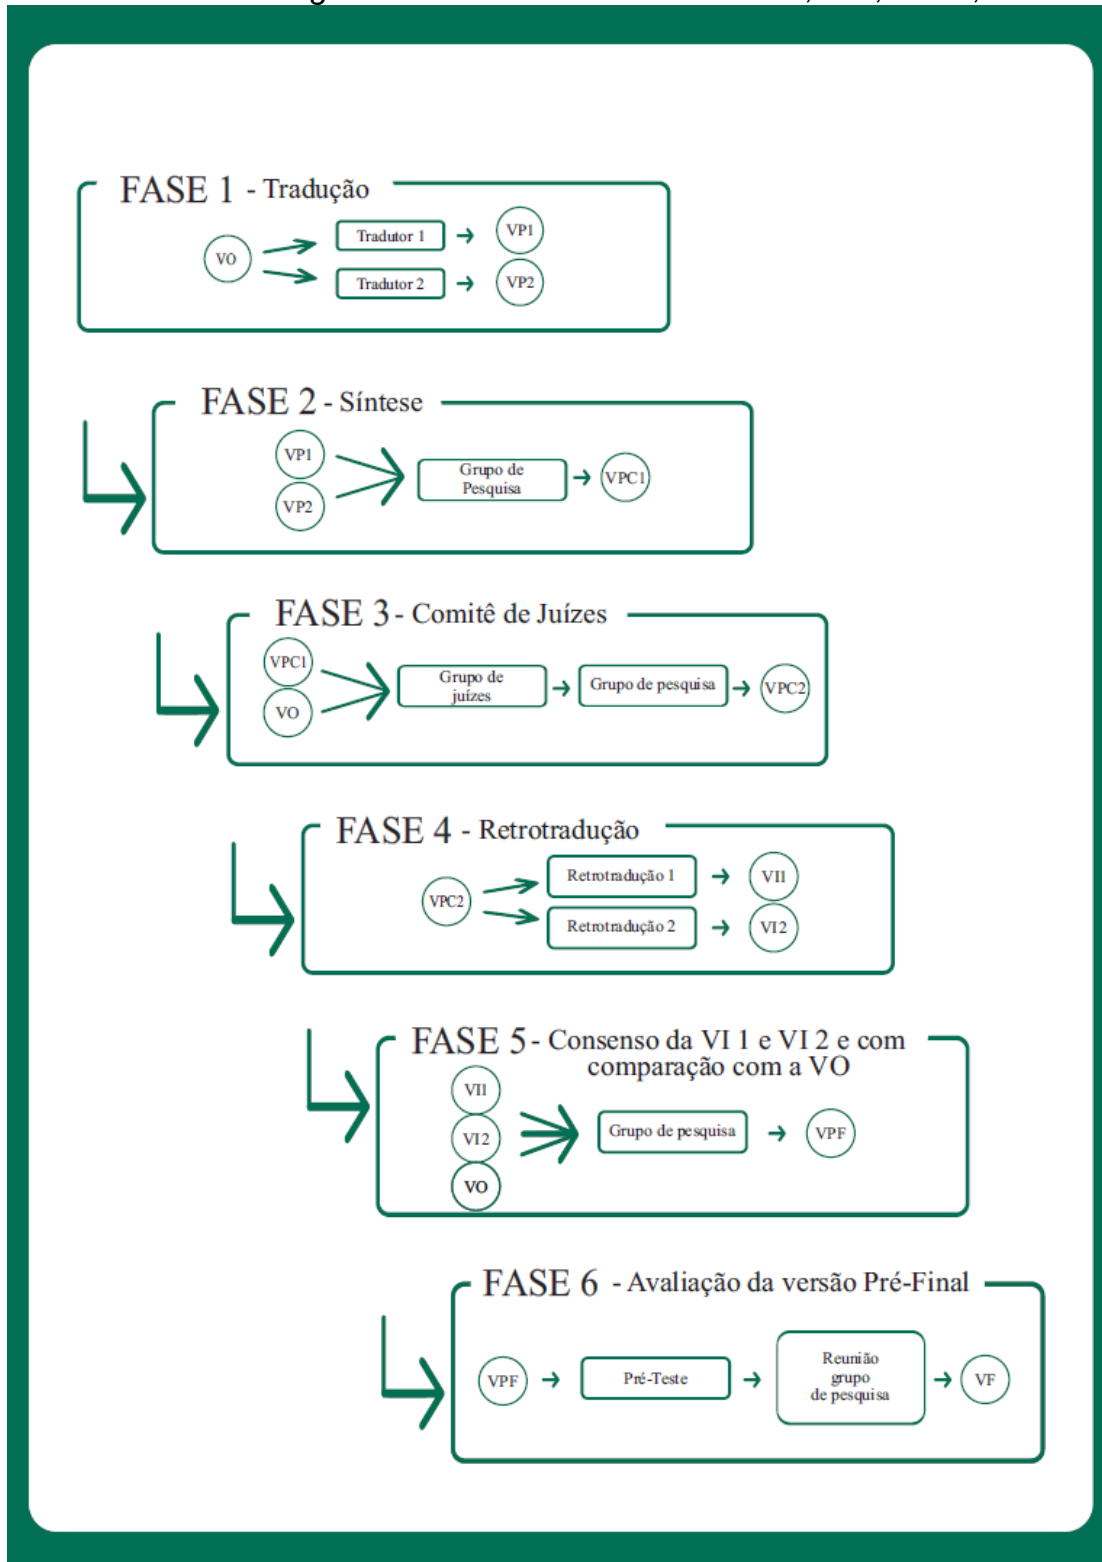 FASE 1 - Tradução
VO
Tradutor 1
VP1
Tradutor 2
VP2
FASE 2 - Síntese
VP1
VP2
Grupo de
Pesquisa
VPC1
FASE 3 - Comitê de Juízes
VPC1
VO
Grupo de
juízes
Grupo de pesquisa
VPC2
FASE 4 - Retrotradução
VPC2
Retrotradução 1
VI1
Retrotradução 2
VI2
FASE 5 - Consenso da VI 1 e VI 2 e com
comparação com a VO
VI1
VI2
VO
Grupo de pesquisa
VPF
FASE 6 - Avaliação da versão Pré-Final
VPF
Pré-Teste
Reunião
grupo
de pesquisa
VF